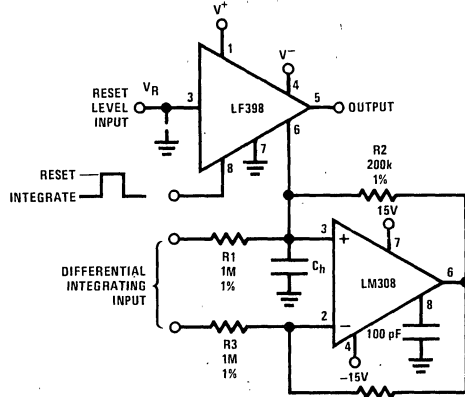 V+
1
V−
4
RESET
LEVEL
INPUT
VR
3
LF398
5
OUTPUT
6
7
8
RESET
INTEGRATE
R2
200k
1%
15V
DIFFERENTIAL
INTEGRATING
INPUT
R1
1M
1%
Ch
3
+
7
LM308
6
2
−
8
100 pF
4
−15V
R3
1M
1%